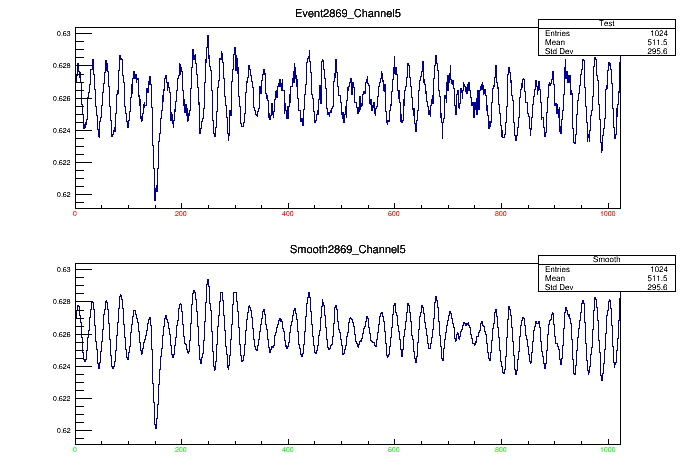 Event2869_Channel5
Test
Entries 1024
Mean 511.5
Std Dev 295.6
0.63
0.628
0.626
0.624
0.622
0.62
0 200 400 600 800 1000
Smooth2869_Channel5
Smooth
Entries 1024
Mean 511.5
Std Dev 295.6
0.63
0.628
0.626
0.624
0.622
0.62
0 200 400 600 800 1000